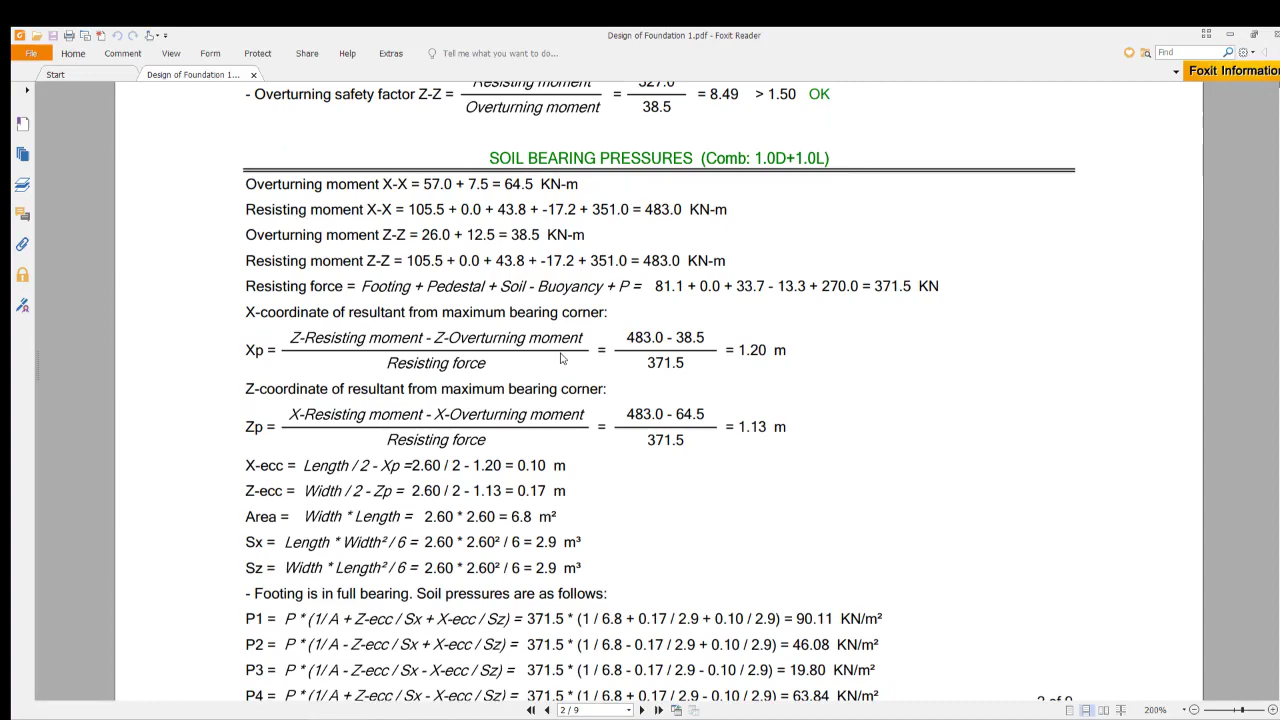 Design of Foundation 1.pdf - Foxit Reader
File Home Comment View Form Protect Share Help Extras Tell me what you want to do... Find
Start Design of Foundation 1... Foxit Information
Resisting moment 327.0
- Overturning safety factor Z-Z = = = 8.49 > 1.50 OK
Overturning moment 38.5
SOIL BEARING PRESSURES (Comb: 1.0D+1.0L)
Overturning moment X-X = 57.0 + 7.5 = 64.5 KN-m
Resisting moment X-X = 105.5 + 0.0 + 43.8 + -17.2 + 351.0 = 483.0 KN-m
Overturning moment Z-Z = 26.0 + 12.5 = 38.5 KN-m
Resisting moment Z-Z = 105.5 + 0.0 + 43.8 + -17.2 + 351.0 = 483.0 KN-m
Resisting force = Footing + Pedestal + Soil - Buoyancy + P = 81.1 + 0.0 + 33.7 - 13.3 + 270.0 = 371.5 KN
X-coordinate of resultant from maximum bearing corner:
Z-Resisting moment - Z-Overturning moment 483.0 - 38.5
Xp = = = 1.20 m
Resisting force 371.5
Z-coordinate of resultant from maximum bearing corner:
X-Resisting moment - X-Overturning moment 483.0 - 64.5
Zp = = = 1.13 m
Resisting force 371.5
X-ecc = Length / 2 - Xp =2.60 / 2 - 1.20 = 0.10 m
Z-ecc = Width / 2 - Zp = 2.60 / 2 - 1.13 = 0.17 m
Area = Width * Length = 2.60 * 2.60 = 6.8 m²
Sx = Length * Width² / 6 = 2.60 * 2.60² / 6 = 2.9 m³
Sz = Width * Length² / 6 = 2.60 * 2.60² / 6 = 2.9 m³
- Footing is in full bearing. Soil pressures are as follows:
P1 = P * (1/ A + Z-ecc / Sx + X-ecc / Sz) = 371.5 * (1 / 6.8 + 0.17 / 2.9 + 0.10 / 2.9) = 90.11 KN/m²
P2 = P * (1/ A - Z-ecc / Sx + X-ecc / Sz) = 371.5 * (1 / 6.8 - 0.17 / 2.9 + 0.10 / 2.9) = 46.08 KN/m²
P3 = P * (1/ A - Z-ecc / Sx - X-ecc / Sz) = 371.5 * (1 / 6.8 - 0.17 / 2.9 - 0.10 / 2.9) = 19.80 KN/m²
P4 = P * (1/ A + Z-ecc / Sx - X-ecc / Sz) = 371.5 * (1 / 6.8 + 0.17 / 2.9 - 0.10 / 2.9) = 63.84 KN/m²
2 of 9
2 / 9 200%